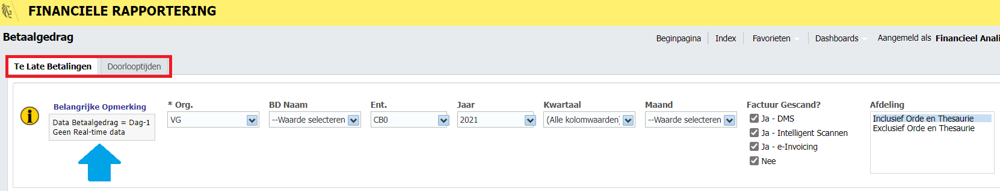 FINANCIELE RAPPORTERING
Betaalgedrag
Beginpagina Index Favorieten Dashboards Aangemeld als Financieel Anali
Te Late Betalingen Doorlooptijden
Belangrijke Opmerking
Data Betaalgedrag = Dag-1
Geen Real-time data
* Org.
VG
BD Naam
--Waarde selecteren
Ent.
CB0
Jaar
2021
Kwartaal
(Alle kolomwaarden)
Maand
--Waarde selecteren
Factuur Gescand?
Ja - DMS
Ja - Intelligent Scannen
Ja - e-Invoicing
Nee
Afdeling
Inclusief Orde en Thesaurie
Exclusief Orde en Thesaurie